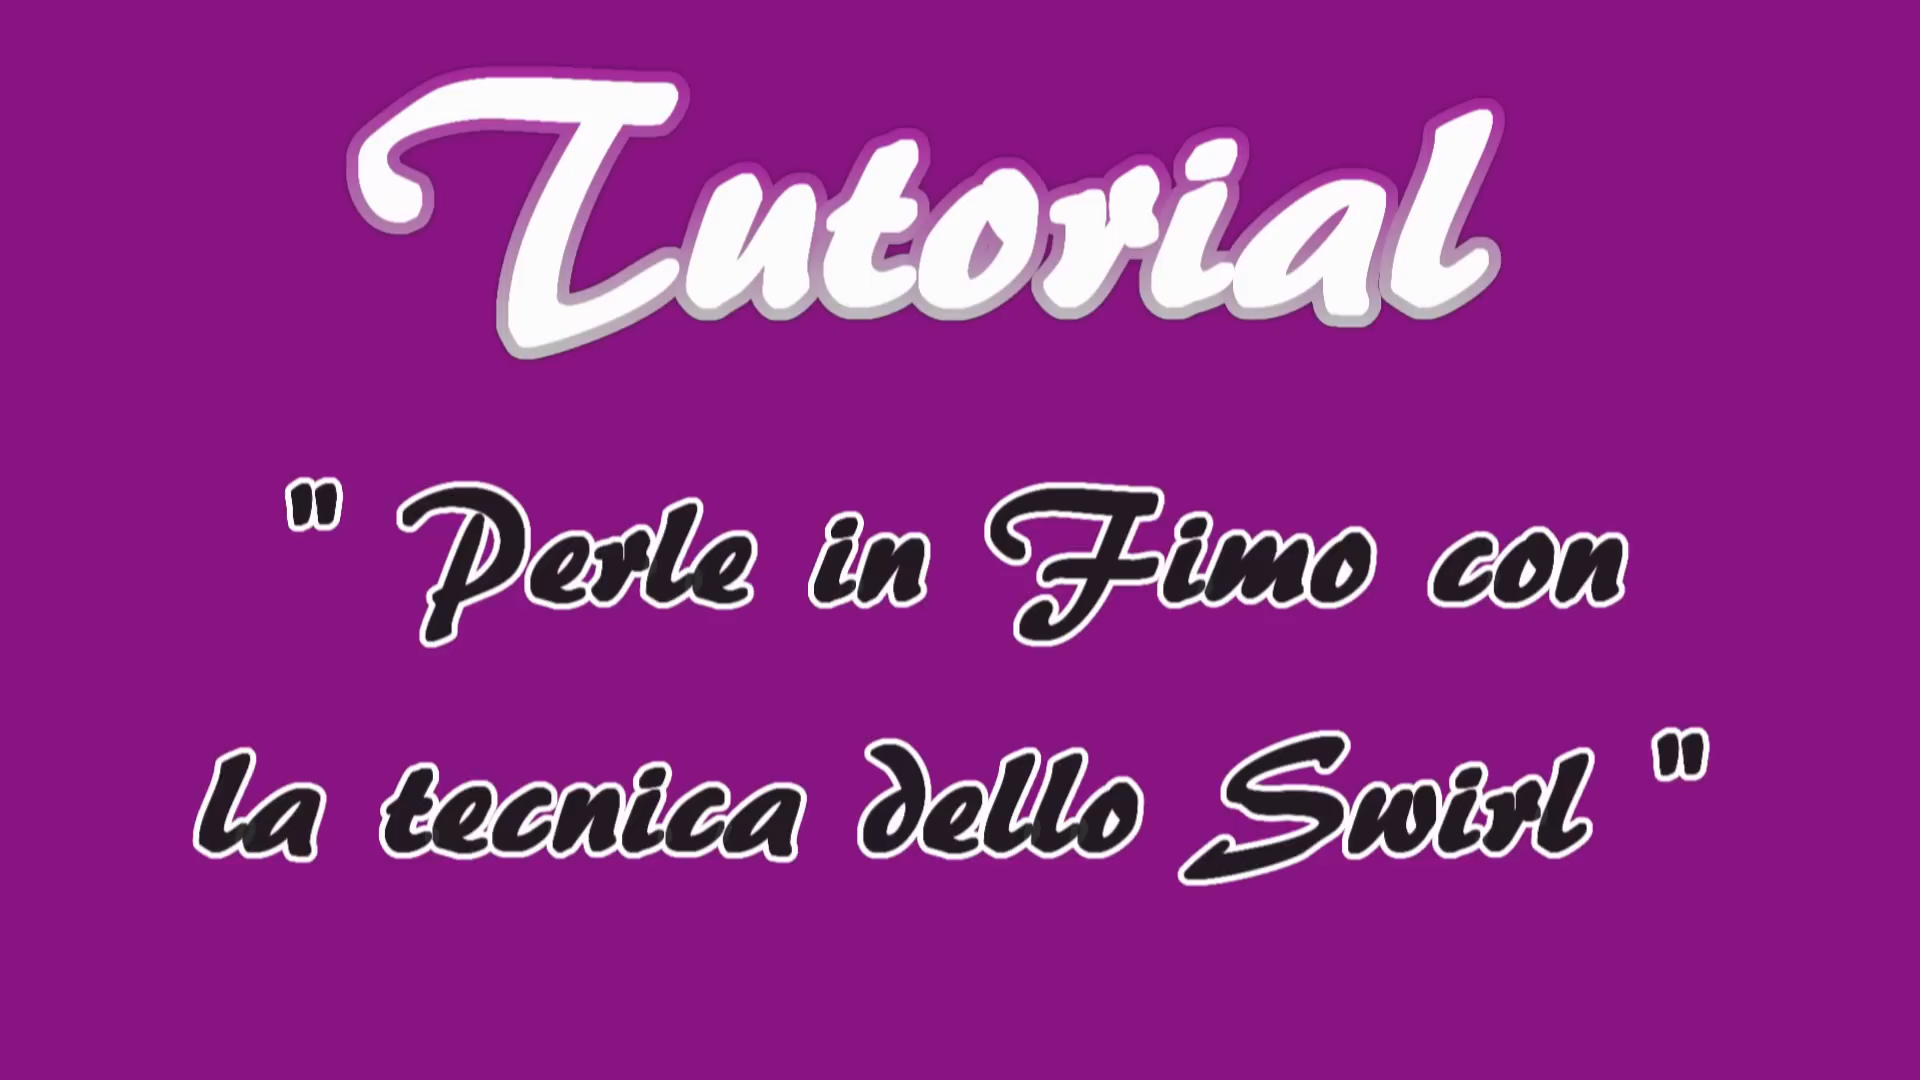 Tutorial
" Perle in Fimo con
la tecnica dello Swirl "